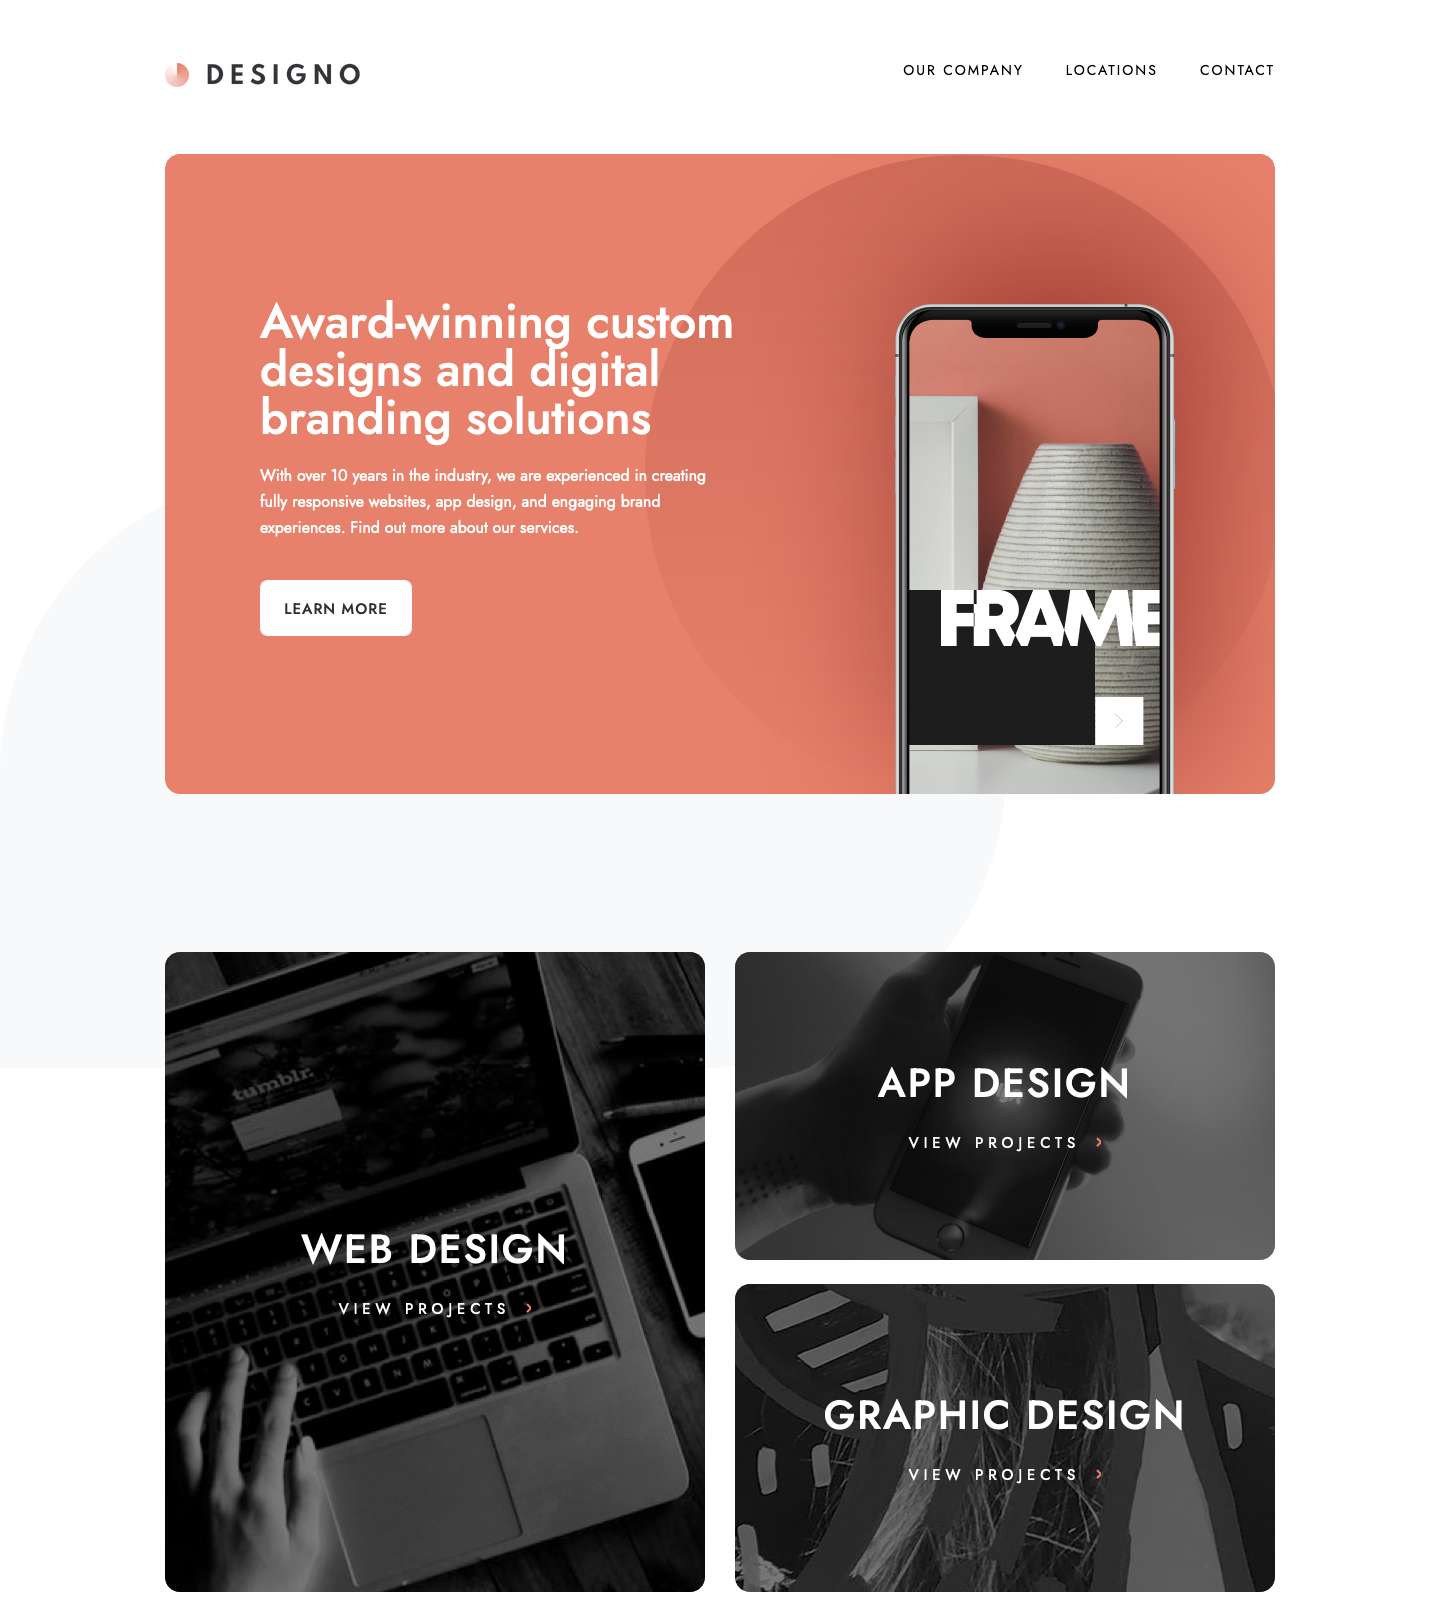 DESIGNO
OUR COMPANY
LOCATIONS
CONTACT
Award-winning custom
designs and digital
branding solutions
With over 10 years in the industry, we are experienced in creating
fully responsive websites, app design, and engaging brand
experiences. Find out more about our services.
LEARN MORE
FRAME
tumblr.
WEB DESIGN
VIEW PROJECTS
APP DESIGN
VIEW PROJECTS
GRAPHIC DESIGN
VIEW PROJECTS